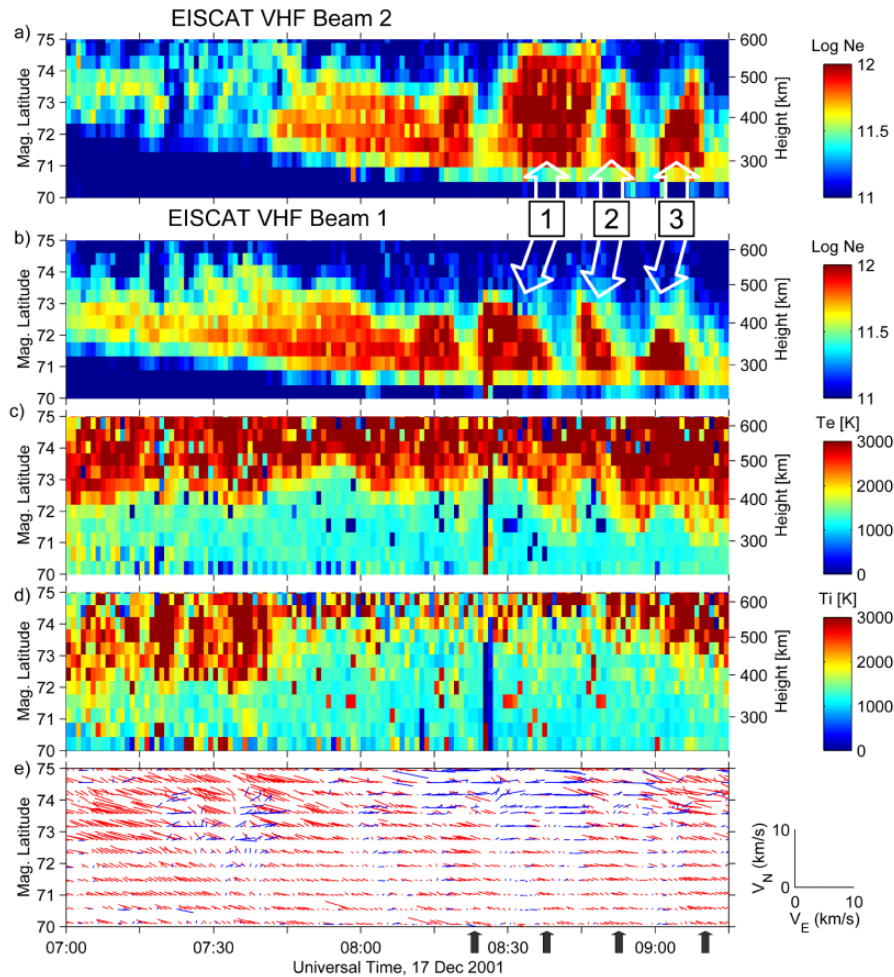 EISCAT VHF Beam 2
a)
75
74
73
72
71
70
Mag. Latitude
600
500
400
300
Height [km]
Log Ne
12
11.5
11
1
2
3
EISCAT VHF Beam 1
b)
75
74
73
72
71
70
Mag. Latitude
600
500
400
300
Height [km]
Log Ne
12
11.5
11
c)
75
74
73
72
71
70
Mag. Latitude
600
500
400
300
Height [km]
Te [K]
3000
2000
1000
0
d)
75
74
73
72
71
70
Mag. Latitude
600
500
400
300
Height [km]
Ti [K]
3000
2000
1000
0
e)
75
74
73
72
71
70
Mag. Latitude
V_N (km/s)
10
0
0 10
V_E (km/s)
07:00 07:30 08:00 08:30 09:00
Universal Time, 17 Dec 2001